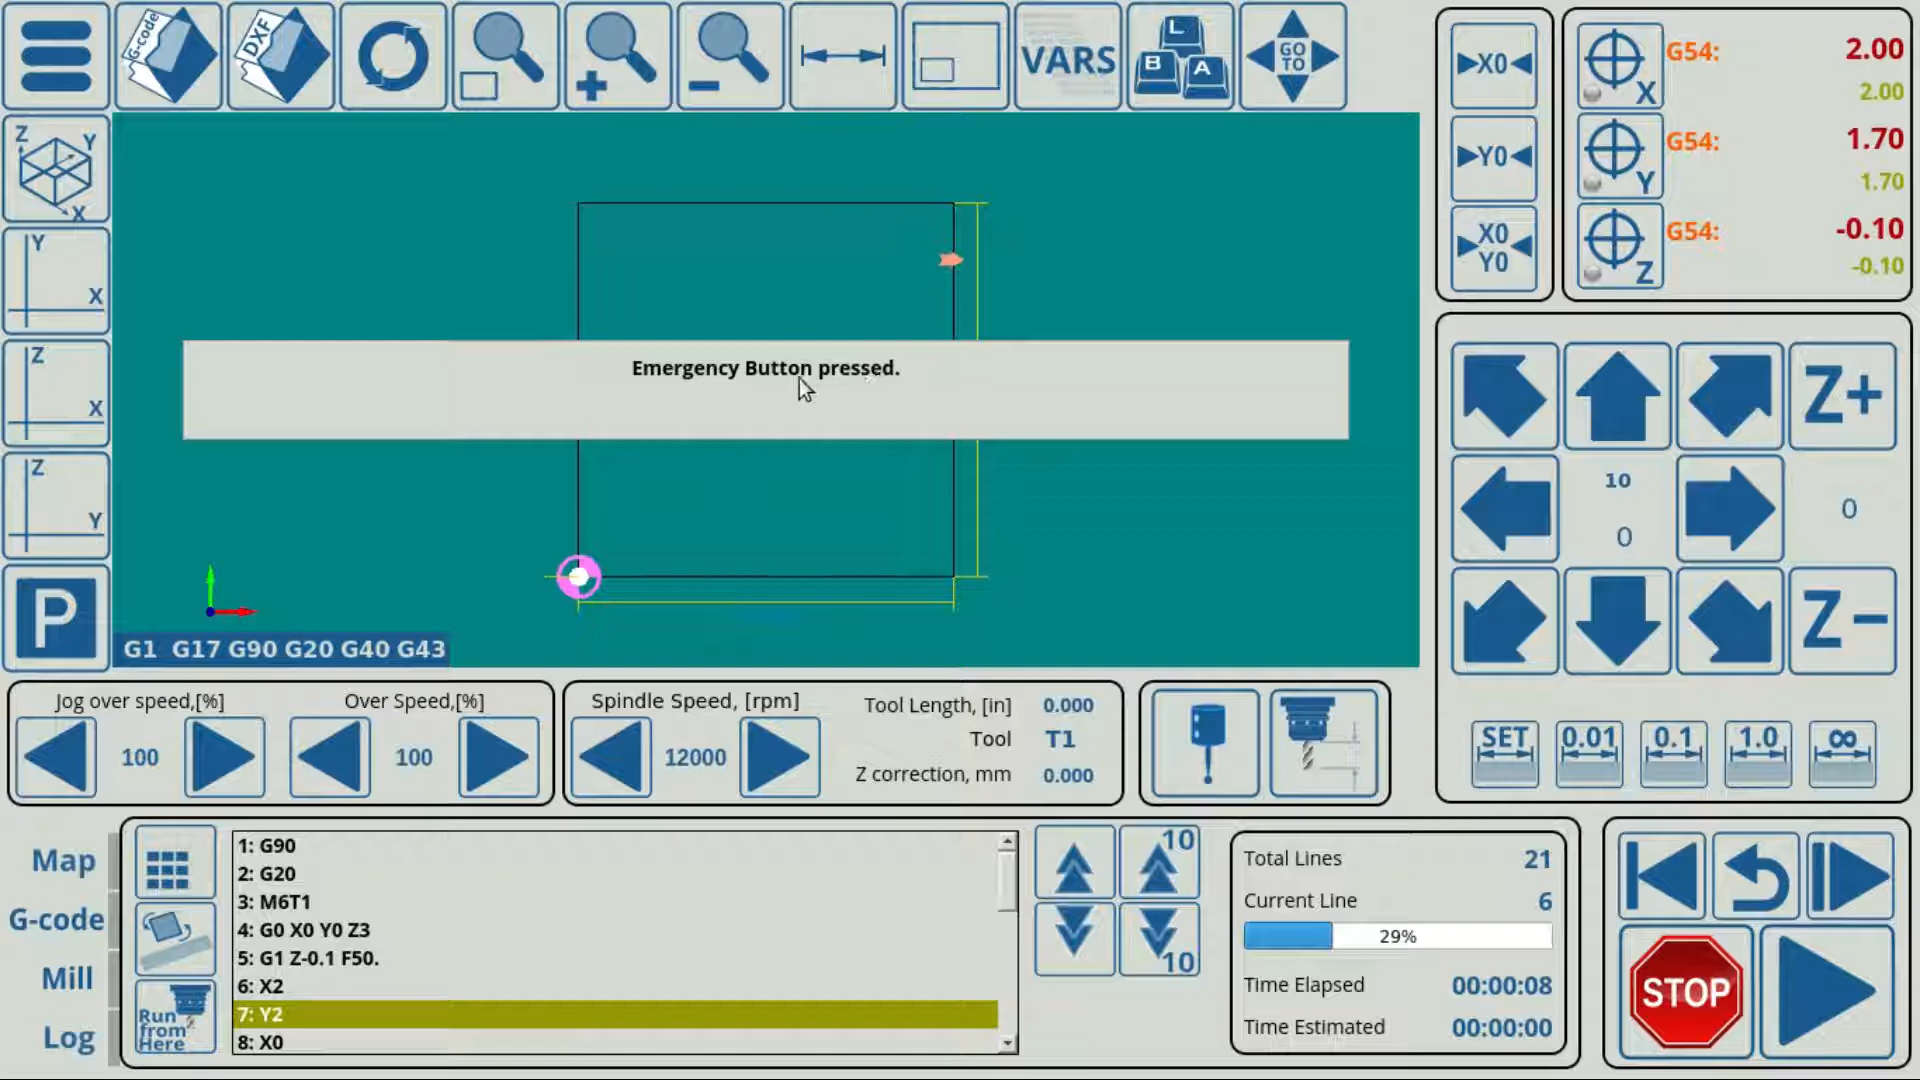 G-code
DXF
VARS
L
B
A
GO
TO
X0
Y0
X0
Y0
X
G54:
2.00
2.00
Y
G54:
1.70
1.70
Z
G54:
-0.10
-0.10
Z
Y
X
Y
X
Z
X
Z
Y
P
Emergency Button pressed.
G1 G17 G90 G20 G40 G43
Z+
10
0
0
Z-
SET
0.01
0.1
1.0
∞
Jog over speed,[%]
100
Over Speed,[%]
100
Spindle Speed, [rpm]
12000
Tool Length, [in] 0.000
Tool T1
Z correction, mm 0.000
Map
G-code
Mill
Log
Run
from
Here
1: G90
2: G20
3: M6T1
4: G0 X0 Y0 Z3
5: G1 Z-0.1 F50.
6: X2
7: Y2
8: X0
10
10
Total Lines 21
Current Line 6
29%
Time Elapsed 00:00:08
Time Estimated 00:00:00
STOP